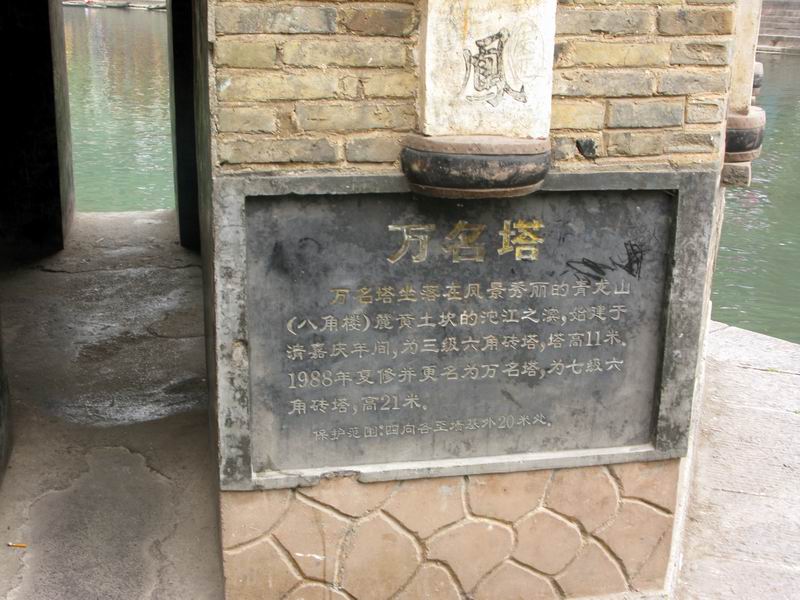 鳳
万名塔
万名塔坐落在风景秀丽的青龙山
(八角楼)麓黄土坎的沱江之滨,始建于
清嘉庆年间,为三级六角砖塔,塔高11米.
1988年夏修并更名为万名塔,为七级六
角砖塔,高21米.
保护范围:四向各至墙基外20米处.